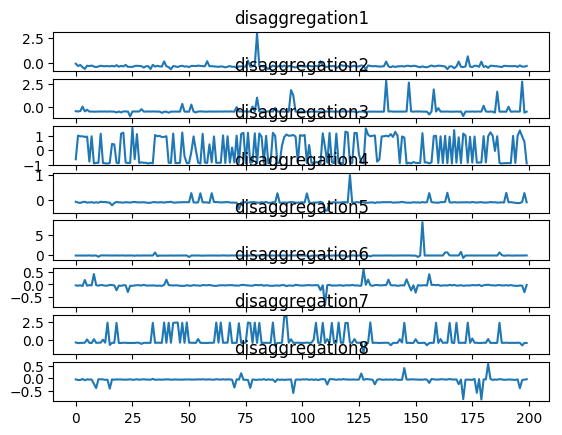 disaggregation1
2.5
0.0
disaggregation2
2.5
0.0
disaggregation3
1
0
−1
disaggregation4
1
0
disaggregation5
5
0
disaggregation6
0.5
0.0
−0.5
disaggregation7
2.5
0.0
disaggregation8
0.5
0.0
−0.5
0 25 50 75 100 125 150 175 200